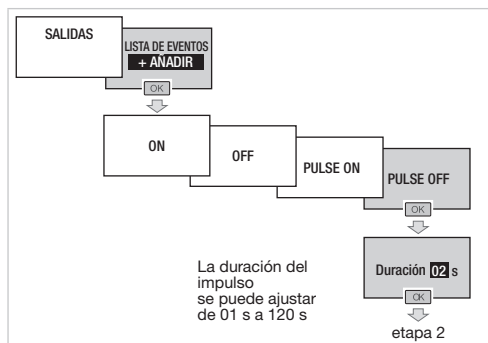 SALIDAS
LISTA DE EVENTOS
+ AÑADIR
OK
ON
OFF
PULSE ON
PULSE OFF
OK
La duración del
impulso
se puede ajustar
de 01 s a 120 s
Duración 02 s
OK
etapa 2